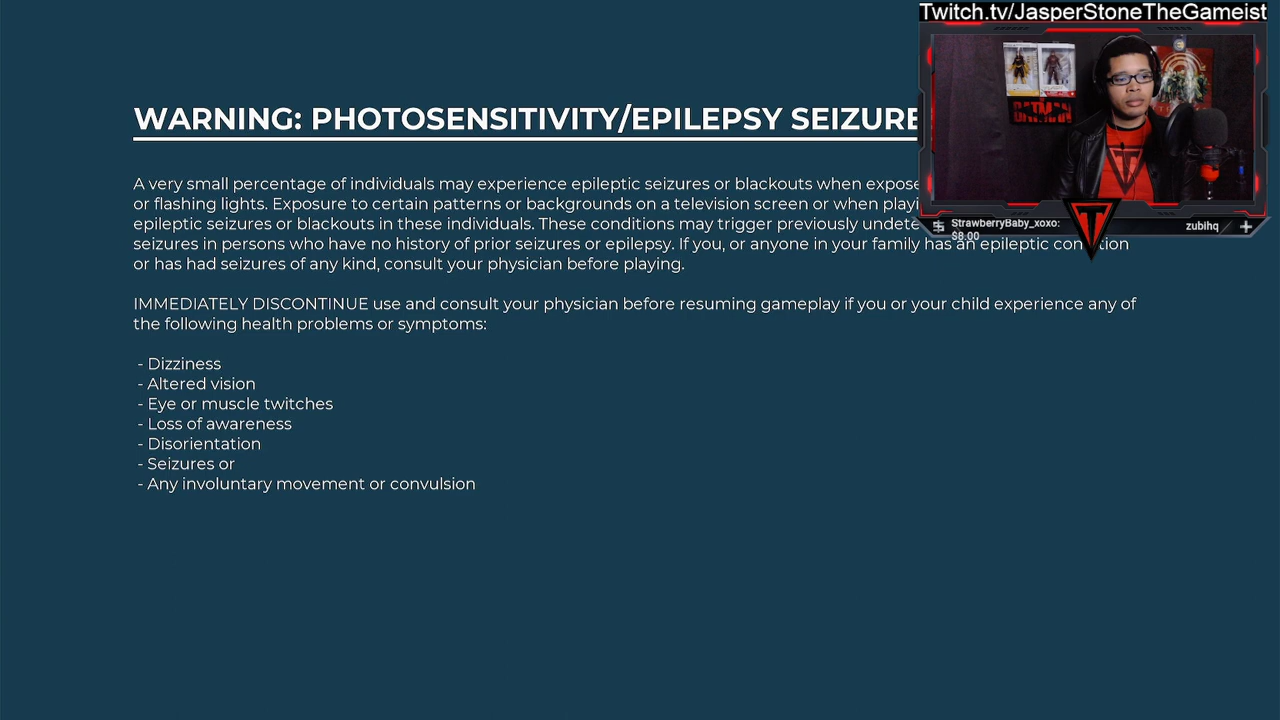 Twitch.tv/JasperStoneTheGameist
BATMAN
WARNING: PHOTOSENSITIVITY/EPILEPSY SEIZURE
A very small percentage of individuals may experience epileptic seizures or blackouts when
or flashing lights. Exposure to certain patterns or backgrounds on a television screen or when
epileptic seizures or blackouts in these individuals. These conditions may trigger previously
StrawberryBaby_xoxo:
$8.00
zubihq
seizures in persons who have no history of prior seizures or epilepsy. If you, or anyone in your family has an epileptic condition
or has had seizures of any kind, consult your physician before playing.
IMMEDIATELY DISCONTINUE use and consult your physician before resuming gameplay if you or your child experience any of
the following health problems or symptoms:
- Dizziness
- Altered vision
- Eye or muscle twitches
- Loss of awareness
- Disorientation
- Seizures or
- Any involuntary movement or convulsion